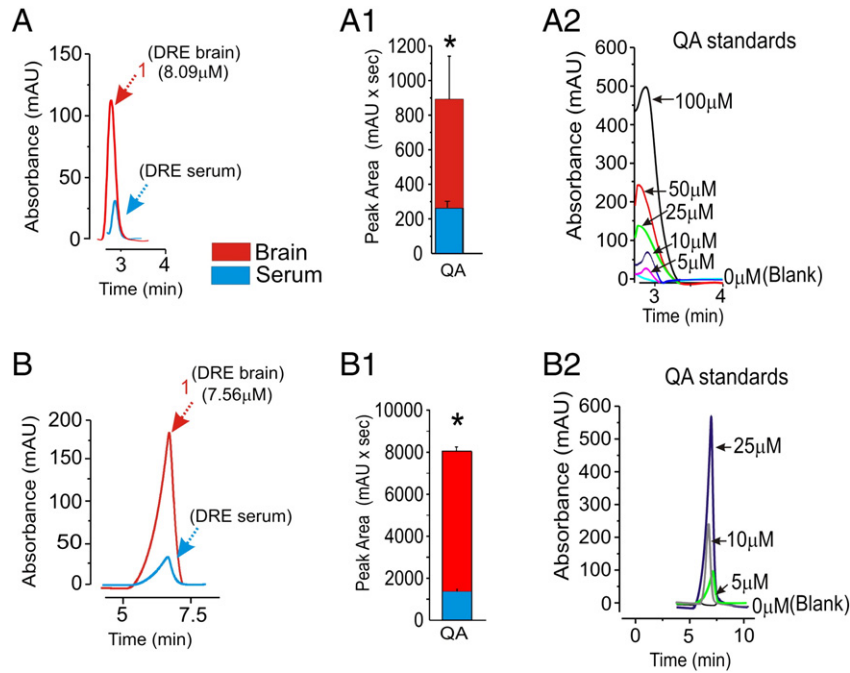 A
Absorbance (mAU)
150
100
50
0
1
(DRE brain)
(8.09μM)
(DRE serum)
3
4
Time (min)
Brain
Serum
A1
Peak Area (mAU x sec)
1200
1000
800
600
400
200
0
*
QA
A2
QA standards
Absorbance (mAU)
600
500
400
300
200
100
0
100μM
50μM
25μM
10μM
5μM
0μM(Blank)
3
4
Time (min)
B
Absorbance (mAU)
200
150
100
50
0
1
(DRE brain)
(7.56μM)
(DRE serum)
5
7.5
Time (min)
B1
Peak Area (mAU x sec)
10000
8000
6000
4000
2000
0
*
QA
B2
QA standards
Absorbance (mAU)
600
500
400
300
200
100
0
25μM
10μM
5μM
0μM(Blank)
0
5
10
Time (min)